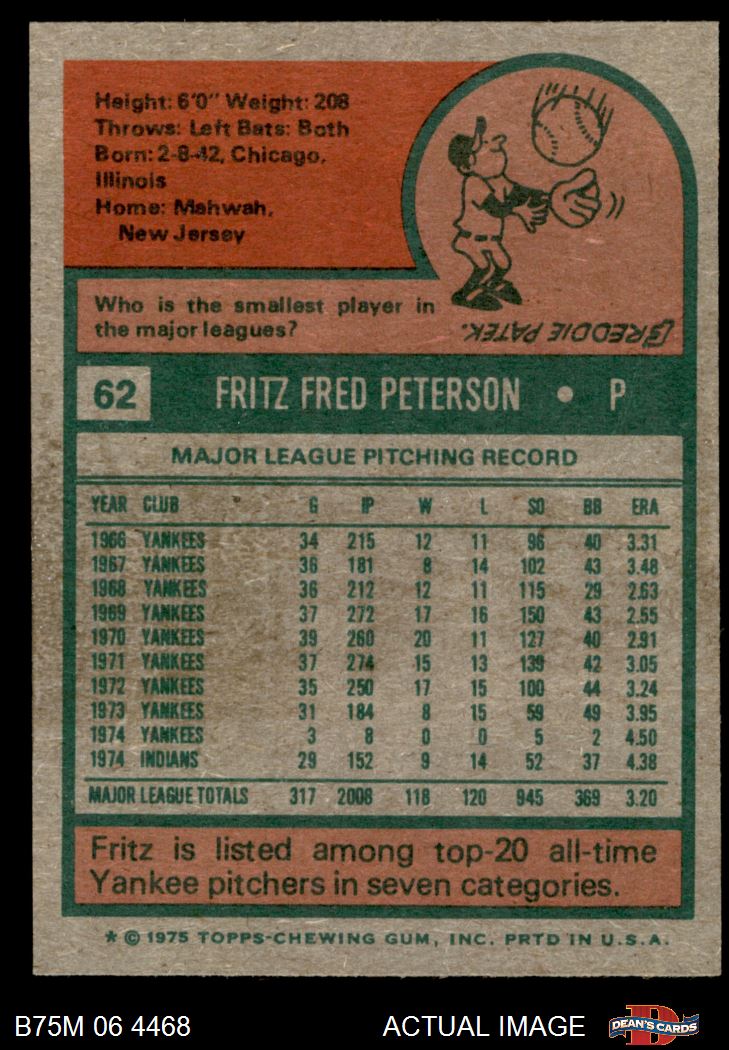 Height: 6'0" Weight: 208
Throws: Left Bats: Both
Born: 2-8-42, Chicago,
Illinois
Home: Mahwah,
New Jersey
Who is the smallest player in
the major leagues?
FREDDIE PATEK.
62 FRITZ FRED PETERSON • P
MAJOR LEAGUE PITCHING RECORD
YEAR CLUB G IP W L SO BB ERA
1966 YANKEES 34 215 12 11 96 40 3.31
1967 YANKEES 36 181 8 14 102 43 3.48
1968 YANKEES 36 212 12 11 115 29 2.63
1969 YANKEES 37 272 17 16 150 43 2.55
1970 YANKEES 39 260 20 11 127 40 2.91
1971 YANKEES 37 274 15 13 139 42 3.05
1972 YANKEES 35 250 17 15 100 44 3.24
1973 YANKEES 31 184 8 15 59 49 3.95
1974 YANKEES 3 8 0 0 5 2 4.50
1974 INDIANS 29 152 9 14 52 37 4.38
MAJOR LEAGUE TOTALS 317 2008 118 120 945 369 3.20
Fritz is listed among top-20 all-time
Yankee pitchers in seven categories.
* © 1975 TOPPS-CHEWING GUM, INC. PRTD IN U.S.A.
B75M 06 4468 ACTUAL IMAGE DEAN'S CARDS